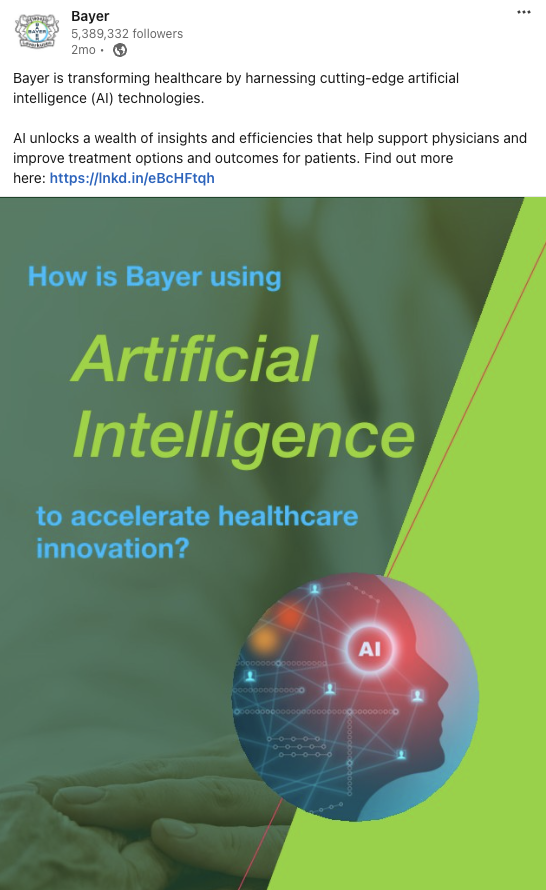 Bayer
5,389,332 followers
2mo •
Bayer is transforming healthcare by harnessing cutting-edge artificial
intelligence (AI) technologies.
AI unlocks a wealth of insights and efficiencies that help support physicians and
improve treatment options and outcomes for patients. Find out more
here: https://lnkd.in/eBcHFtqh
How is Bayer using
Artificial
Intelligence
to accelerate healthcare
innovation?
AI